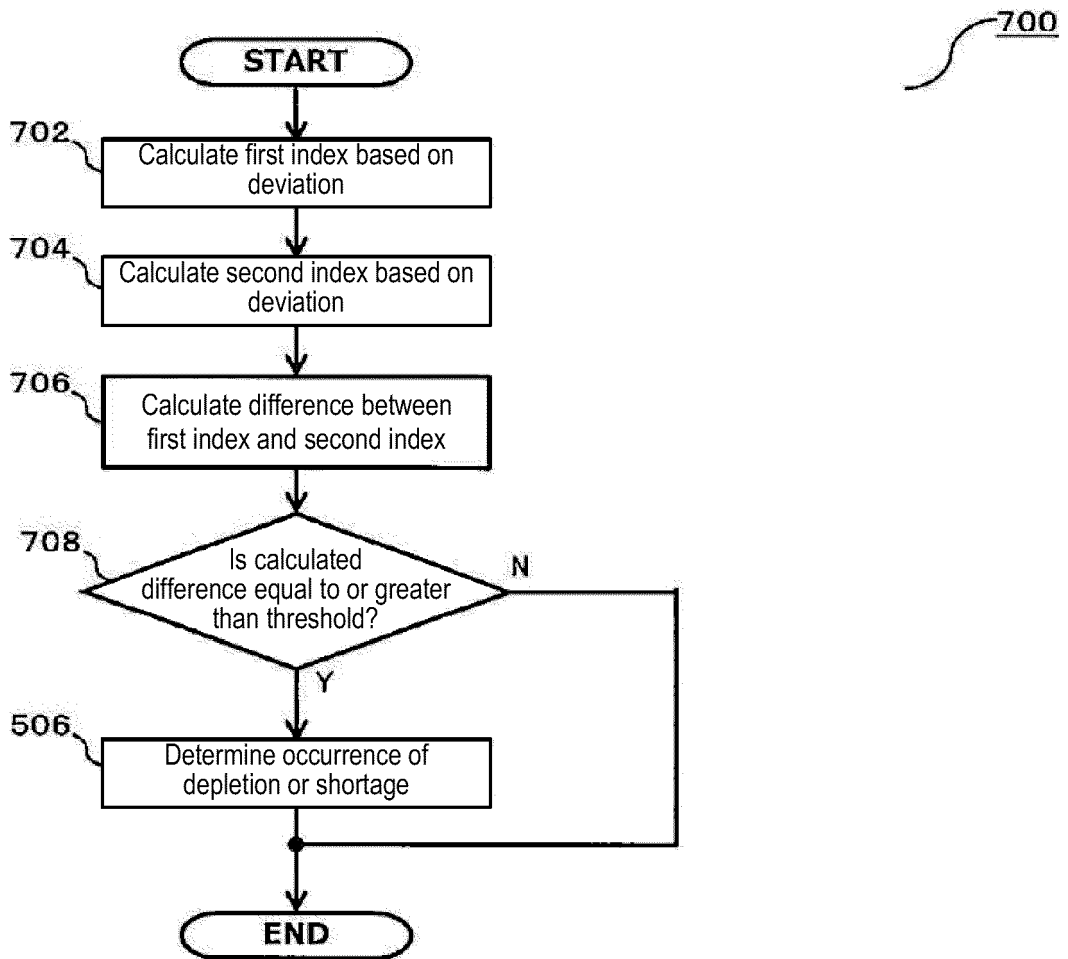 700
START
702
Calculate first index based on
deviation
704
Calculate second index based on
deviation
706
Calculate difference between
first index and second index
708
Is calculated
difference equal to or greater
than threshold?
N
Y
506
Determine occurrence of
depletion or shortage
END